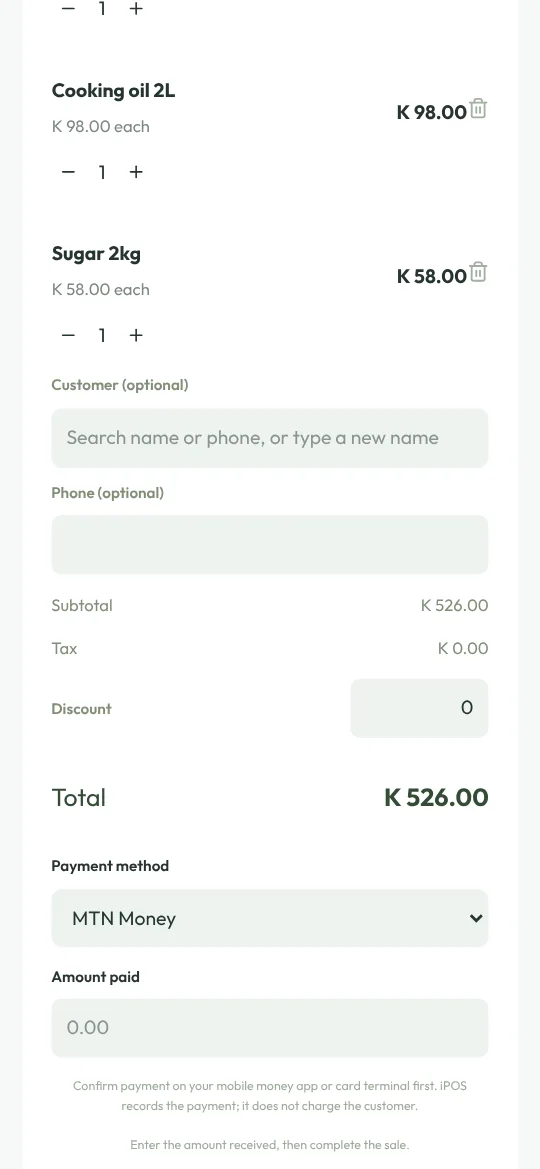 − 1 +
Cooking oil 2L
K 98.00
K 98.00 each
− 1 +
Sugar 2kg
K 58.00
K 58.00 each
− 1 +
Customer (optional)
Search name or phone, or type a new name
Phone (optional)
Subtotal K 526.00
Tax K 0.00
Discount 0
Total K 526.00
Payment method
MTN Money
Amount paid
0.00
Confirm payment on your mobile money app or card terminal first. iPOS
records the payment; it does not charge the customer.
Enter the amount received, then complete the sale.